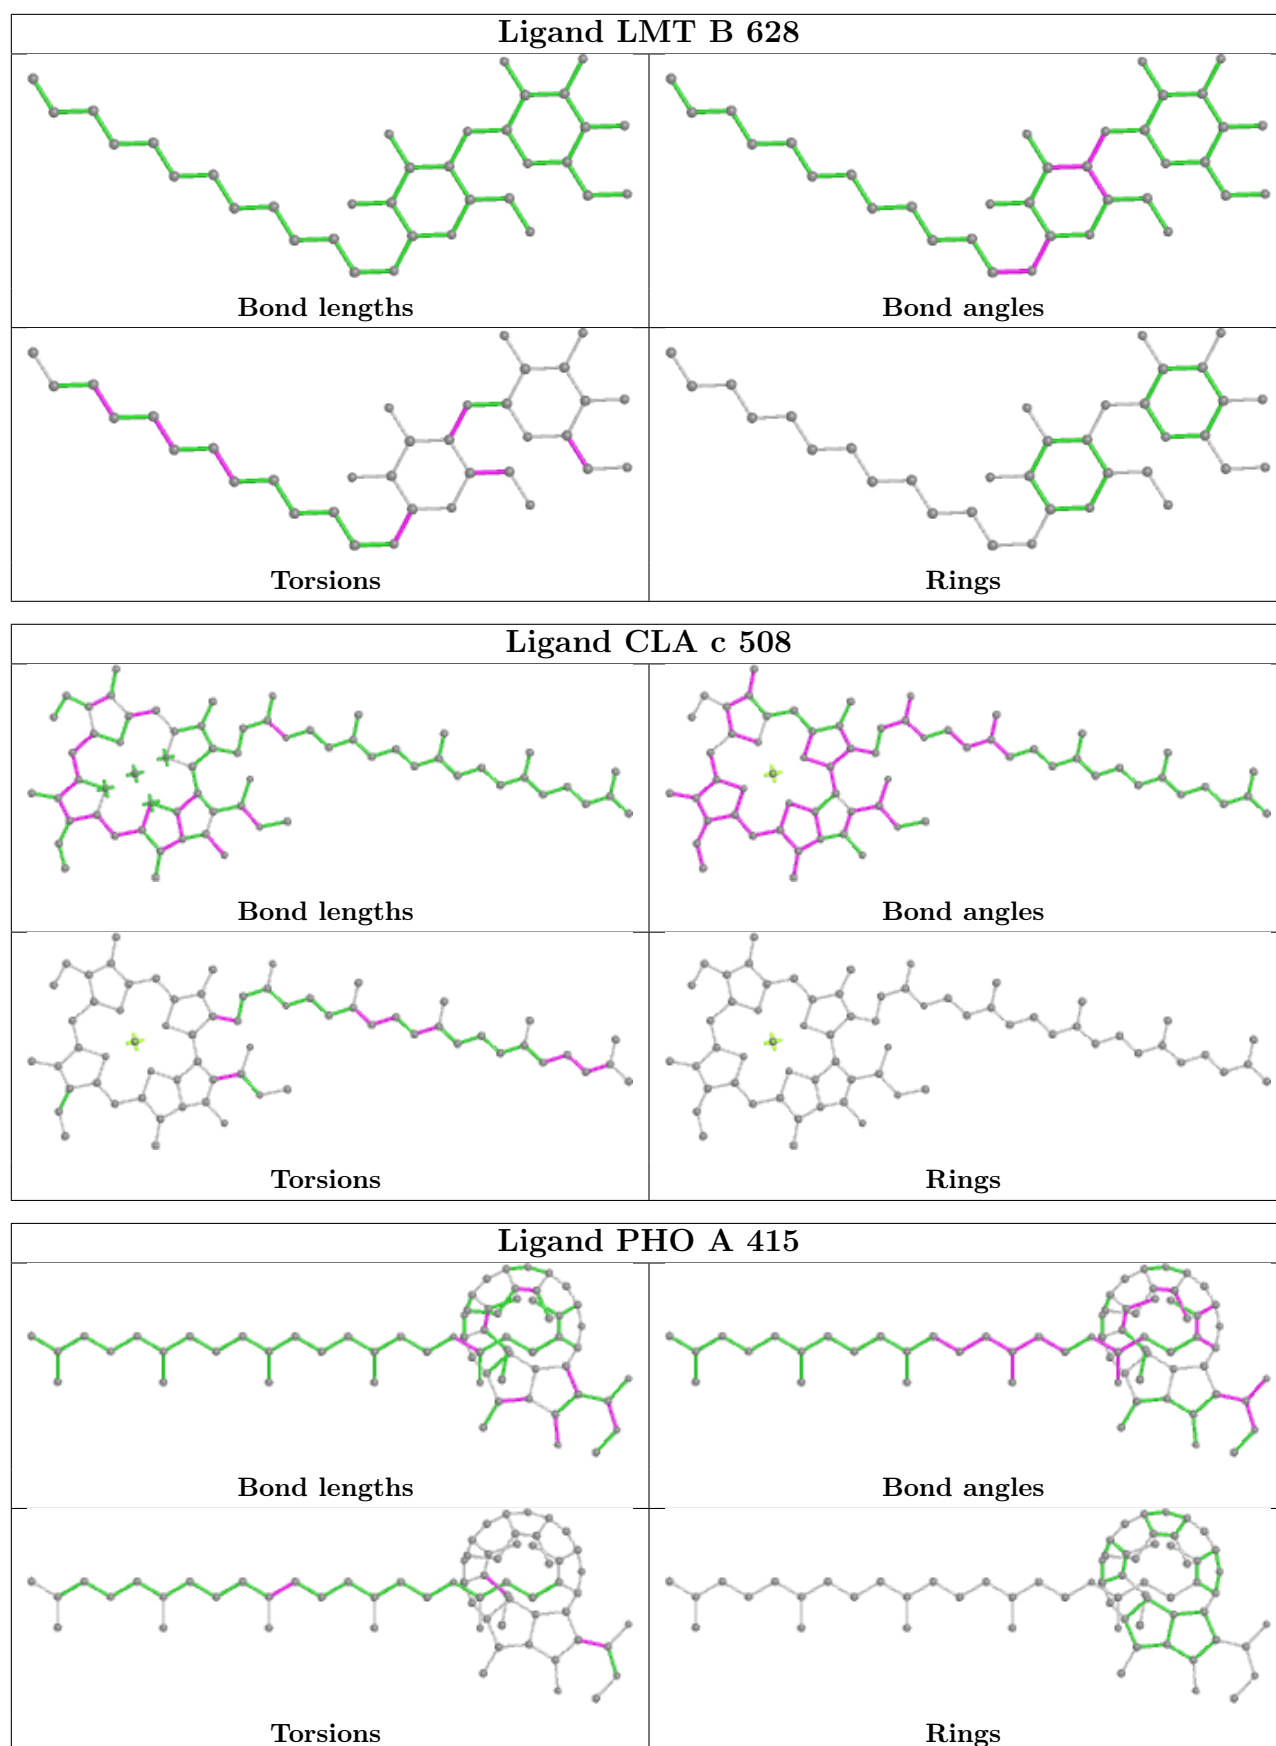 Ligand LMT B 628
Bond lengths
Bond angles
Torsions
Rings
Ligand CLA c 508
Bond lengths
Bond angles
Torsions
Rings
Ligand PHO A 415
Bond lengths
Bond angles
Torsions
Rings